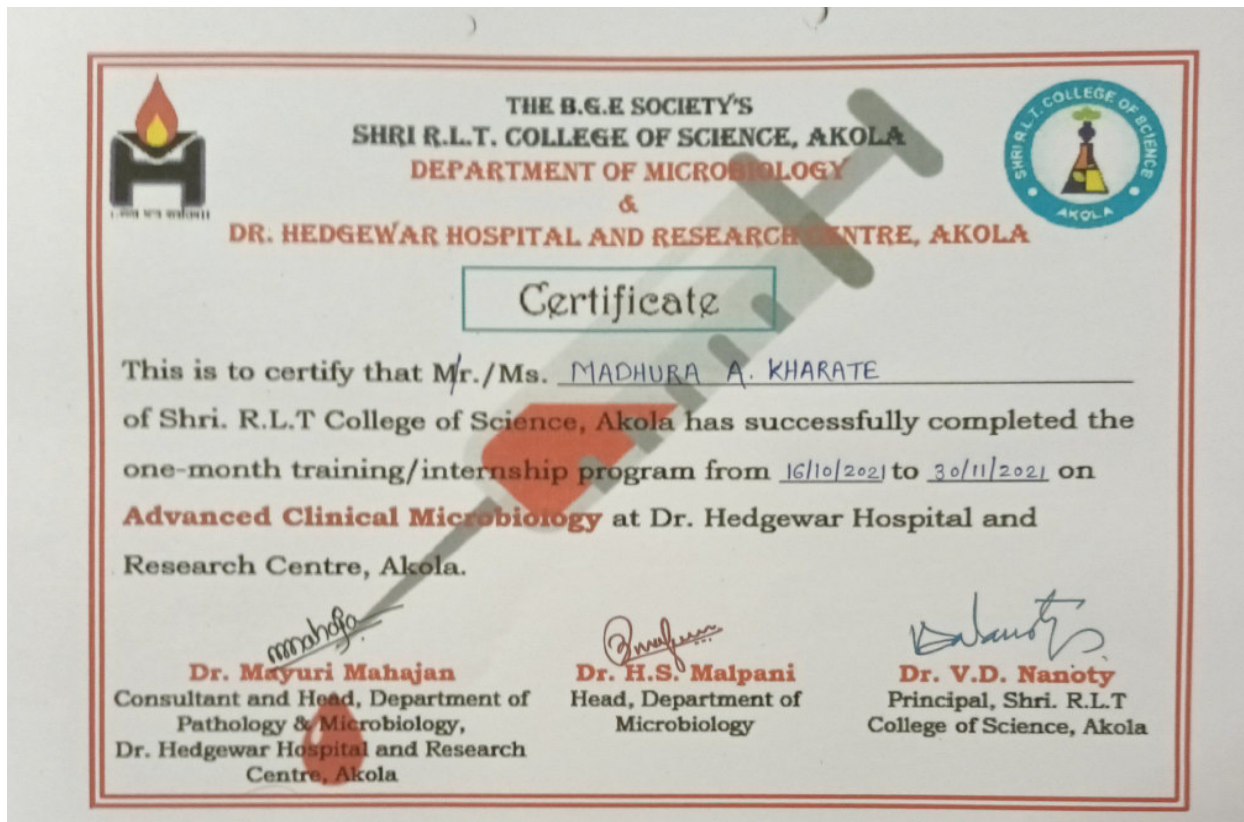 THE B.G.E SOCIETY'S
SHRI R.L.T. COLLEGE OF SCIENCE, AKOLA
DEPARTMENT OF MICROBIOLOGY
&
DR. HEDGEWAR HOSPITAL AND RESEARCH CENTRE, AKOLA
SHRI R.L.T. COLLEGE OF SCIENCE
AKOLA
Certificate
This is to certify that Mr./Ms. MADHURA A. KHARATE
of Shri. R.L.T College of Science, Akola has successfully completed the
one-month training/internship program from 16/10/2021 to 30/11/2021 on
Advanced Clinical Microbiology at Dr. Hedgewar Hospital and
Research Centre, Akola.
Dr. Mayuri Mahajan
Consultant and Head, Department of
Pathology & Microbiology,
Dr. Hedgewar Hospital and Research
Centre, Akola
Dr. H.S. Malpani
Head, Department of
Microbiology
Dr. V.D. Nanoty
Principal, Shri. R.L.T
College of Science, Akola